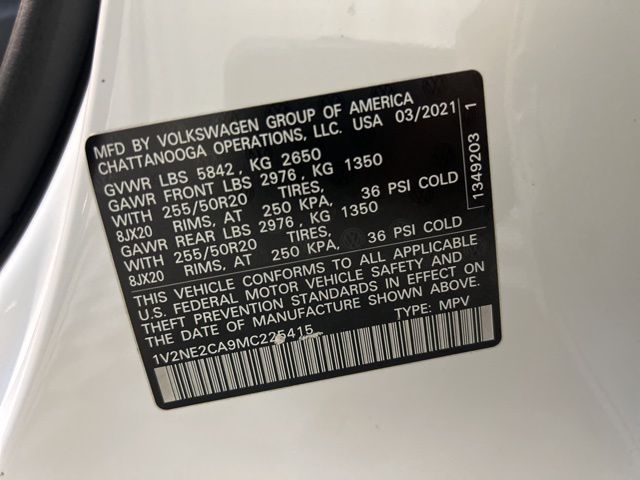 MFD BY VOLKSWAGEN GROUP OF AMERICA
CHATTANOOGA OPERATIONS, LLC. USA 03/2021
GVWR LBS 5842, KG 2650
GAWR FRONT LBS 2976, KG 1350
WITH 255/50R20 TIRES,
8JX20 RIMS, AT 250 KPA, 36 PSI COLD
GAWR REAR LBS 2976, KG 1350
WITH 255/50R20 TIRES,
8JX20 RIMS, AT 250 KPA, 36 PSI COLD
THIS VEHICLE CONFORMS TO ALL APPLICABLE
U.S. FEDERAL MOTOR VEHICLE SAFETY AND
THEFT PREVENTION STANDARDS IN EFFECT ON
THE DATE OF MANUFACTURE SHOWN ABOVE.
1V2NE2CA9MC225415 TYPE: MPV
1349203 1